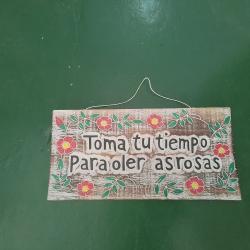 Toma tu tiempo
Para oler as rosas